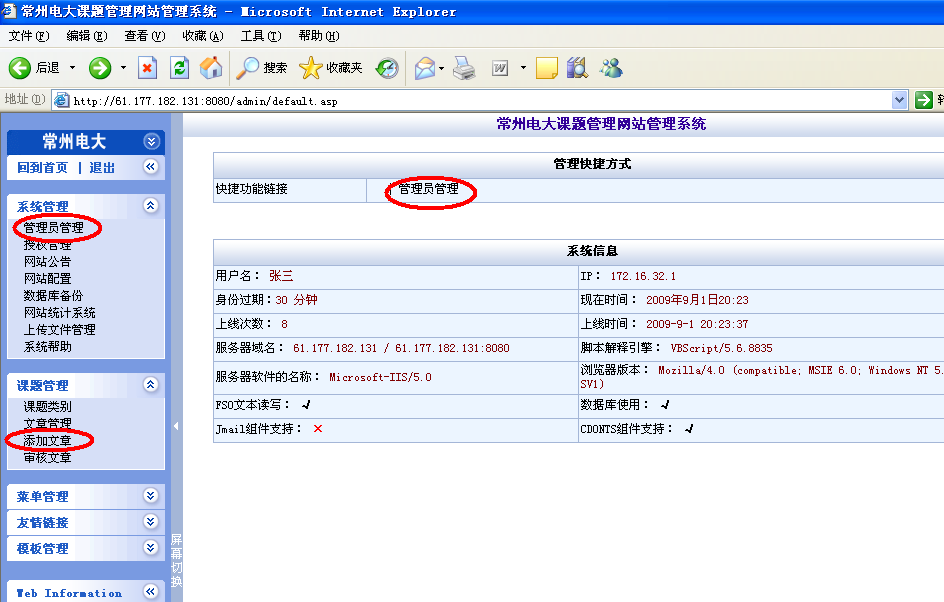 常州电大课题管理网站管理系统 - Microsoft Internet Explorer
文件(F) 编辑(E) 查看(V) 收藏(A) 工具(T) 帮助(H)
后退 搜索 收藏夹
地址(D) http://61.177.182.131:8080/admin/default.asp
常州电大
回到首页 | 退出
系统管理
管理员管理
授权管理
网站公告
网站配置
数据库备份
网站统计系统
上传文件管理
系统帮助
课题管理
课题类别
文章管理
添加文章
审核文章
菜单管理
友情链接
模板管理
Web Information
屏幕切换
常州电大课题管理网站管理系统
管理快捷方式
快捷功能链接 管理员管理
系统信息
用户名: 张三 IP: 172.16.32.1
身份过期:30 分钟 现在时间: 2009年9月1日20:23
上线次数: 8 上线时间: 2009-9-1 20:23:37
服务器域名: 61.177.182.131 / 61.177.182.131:8080 脚本解释引擎: VBScript/5.6.8835
服务器软件的名称: Microsoft-IIS/5.0 浏览器版本: Mozilla/4.0 (compatible; MSIE 6.0; Windows NT 5.
SV1)
FSO文本读写: √ 数据库使用: √
Jmail组件支持: × CDONTS组件支持: √